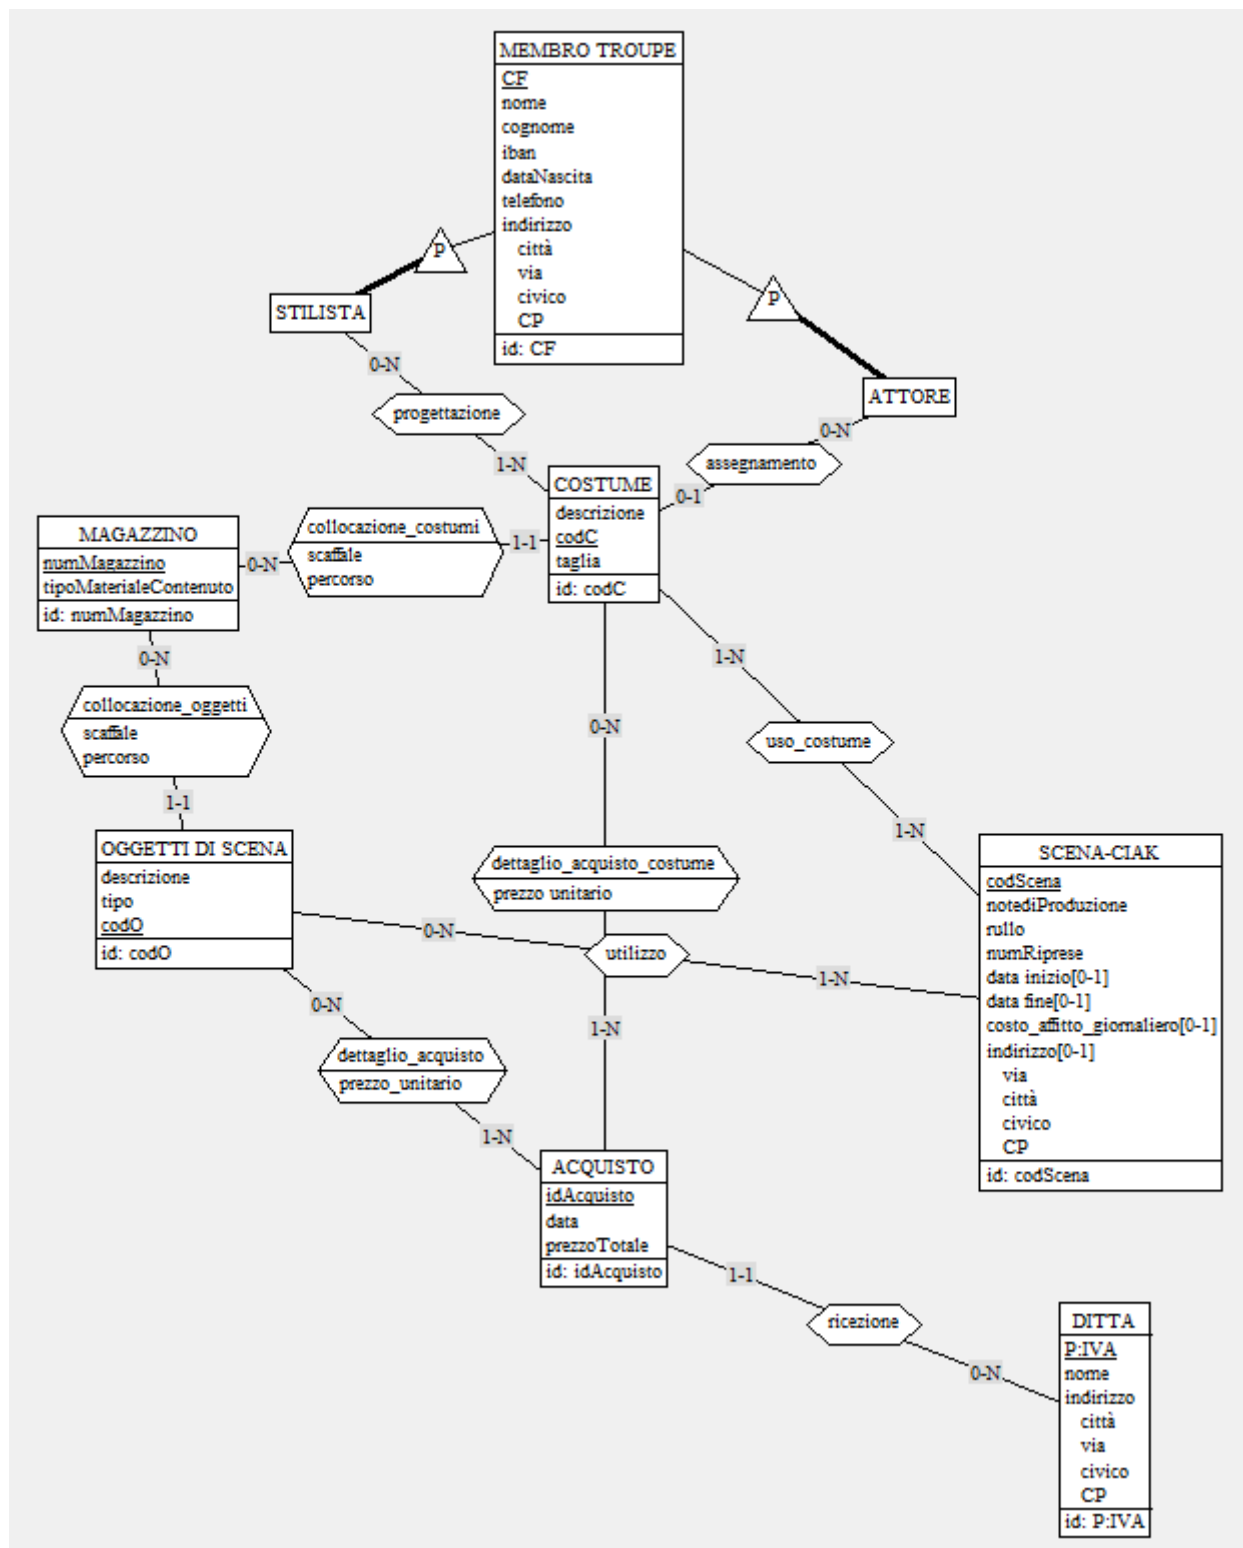 MEMBRO TROUPE
CF
nome
cognome
iban
dataNascita
telefono
indirizzo
città
via
civico
CP
id: CF
P
P
STILISTA
0-N
progettazione
1-N
ATTORE
0-N
assegnamento
0-1
COSTUME
descrizione
codC
taglia
id: codC
MAGAZZINO
numMagazzino
tipoMaterialeContenuto
id: numMagazzino
0-N
collocazione_costumi
scaffale
percorso
1-1
0-N
collocazione_oggetti
scaffale
percorso
1-1
1-N
uso_costume
1-N
0-N
dettaglio_acquisto_costume
prezzo unitario
1-N
OGGETTI DI SCENA
descrizione
tipo
codO
id: codO
0-N
utilizzo
1-N
SCENA-CIAK
codScena
notediProduzione
rullo
numRiprese
data inizio[0-1]
data fine[0-1]
costo_affitto_giornaliero[0-1]
indirizzo[0-1]
via
città
civico
CP
id: codScena
0-N
dettaglio_acquisto
prezzo_unitario
1-N
ACQUISTO
idAcquisto
data
prezzoTotale
id: idAcquisto
1-1
ricezione
0-N
DITTA
P:IVA
nome
indirizzo
città
via
civico
CP
id: P:IVA